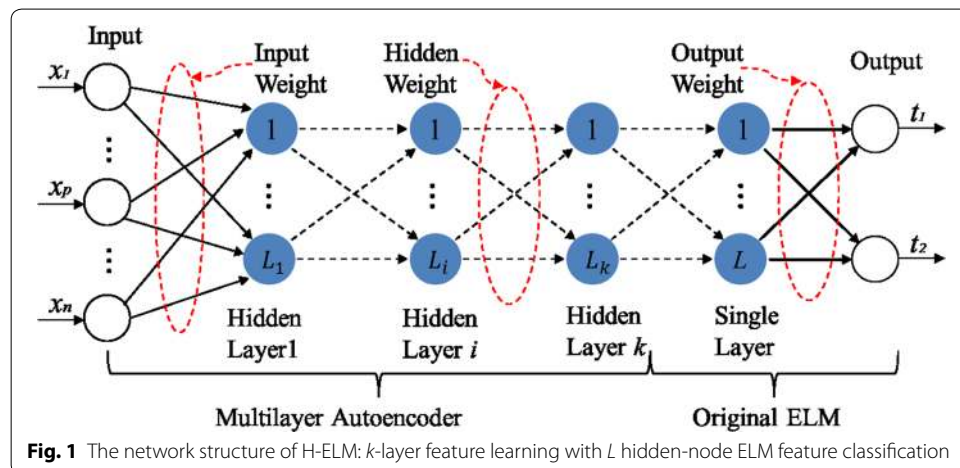 Input
Input
Weight
Hidden
Weight
Output
Weight
Output
x1
1
1
1
1
t1
...
...
...
...
...
xp
...
L1
Li
Lk
L
t2
xn
Hidden
Layer1
Hidden
Layer i
Hidden
Layer k
Single
Layer
Multilayer Autoencoder
Original ELM
Fig. 1 The network structure of H-ELM: k-layer feature learning with L hidden-node ELM feature classification